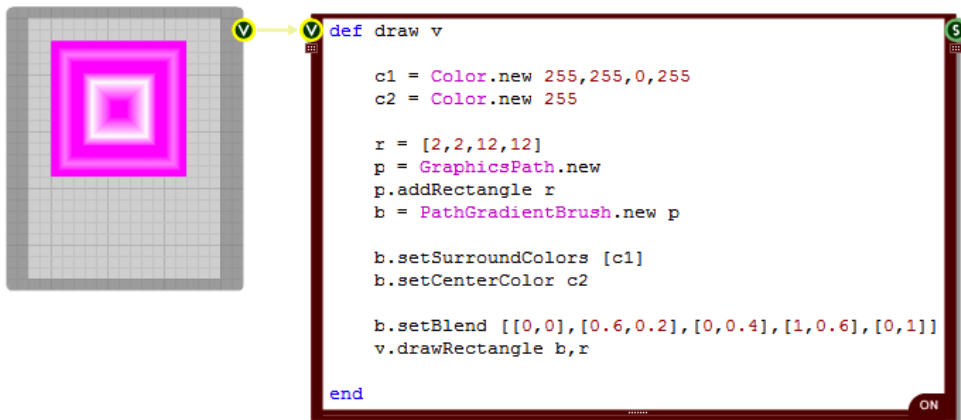 V
V
def draw v
S
c1 = Color.new 255,255,0,255
c2 = Color.new 255
r = [2,2,12,12]
p = GraphicsPath.new
p.addRectangle r
b = PathGradientBrush.new p
b.setSurroundColors [c1]
b.setCenterColor c2
b.setBlend [[0,0],[0.6,0.2],[0,0.4],[1,0.6],[0,1]]
v.drawRectangle b,r
end
ON